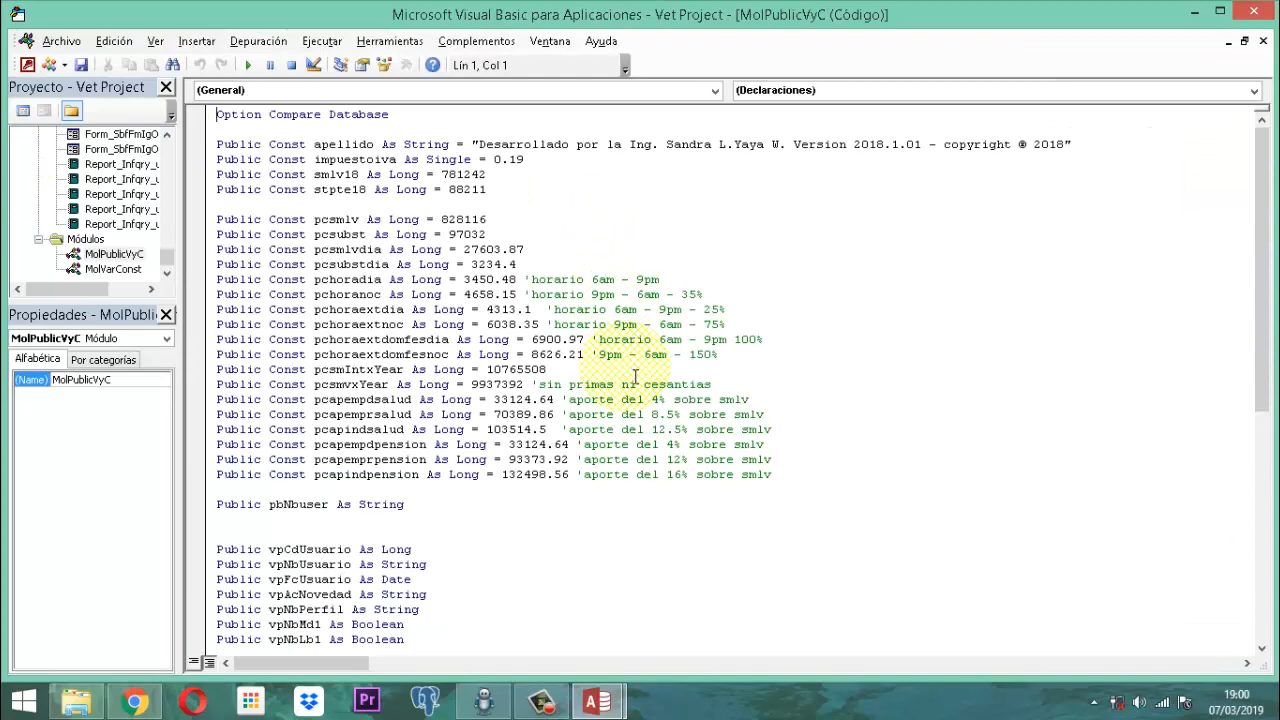 Microsoft Visual Basic para Aplicaciones - Vet Project - [MolPublicVyC (Código)]
Archivo Edición Ver Insertar Depuración Ejecutar Herramientas Complementos Ventana Ayuda
Lín 1, Col 1
Proyecto - Vet Project
Form_SbfFmIgO
Form_SbfFmIgO
Report_Infqry_u
Report_Infqry_u
Report_Infqry_u
Report_Infqry_u
Report_Infqry_u
Módulos
MolPublicVyC
MolVarConst
Propiedades - MolPubli
MolPublicVyC Módulo
Alfabética Por categorías
(Name) MolPublicVyC
(General) (Declaraciones)
Option Compare Database
Public Const apellido As String = "Desarrollado por la Ing. Sandra L.Yaya W. Version 2018.1.01 - copyright @ 2018"
Public Const impuestoiva As Single = 0.19
Public Const smlv18 As Long = 781242
Public Const stpte18 As Long = 88211
Public Const pcsmlv As Long = 828116
Public Const pcsubst As Long = 97032
Public Const pcsmlvdia As Long = 27603.87
Public Const pcsubstdia As Long = 3234.4
Public Const pchoradia As Long = 3450.48 'horario 6am - 9pm
Public Const pchoranoc As Long = 4658.15 'horario 9pm - 6am - 35%
Public Const pchoraextdia As Long = 4313.1 'horario 6am - 9pm - 25%
Public Const pchoraextnoc As Long = 6038.35 'horario 9pm - 6am - 75%
Public Const pchoraextdomfesdia As Long = 6900.97 'horario 6am - 9pm 100%
Public Const pchoraextdomfesnoc As Long = 8626.21 '9pm - 6am - 150%
Public Const pcsmIntxYear As Long = 10765508
Public Const pcsmvxYear As Long = 9937392 'sin primas ni cesantias
Public Const pcapempdsalud As Long = 33124.64 'aporte del 4% sobre smlv
Public Const pcapemprsalud As Long = 70389.86 'aporte del 8.5% sobre smlv
Public Const pcapindsalud As Long = 103514.5 'aporte del 12.5% sobre smlv
Public Const pcapempdpension As Long = 33124.64 'aporte del 4% sobre smlv
Public Const pcapemprpension As Long = 93373.92 'aporte del 12% sobre smlv
Public Const pcapindpension As Long = 132498.56 'aporte del 16% sobre smlv
Public pbNbuser As String
Public vpCdUsuario As Long
Public vpNbUsuario As String
Public vpFcUsuario As Date
Public vpAcNovedad As String
Public vpNbPerfil As String
Public vpNbMd1 As Boolean
Public vpNbLb1 As Boolean
Pr
19:00
07/03/2019